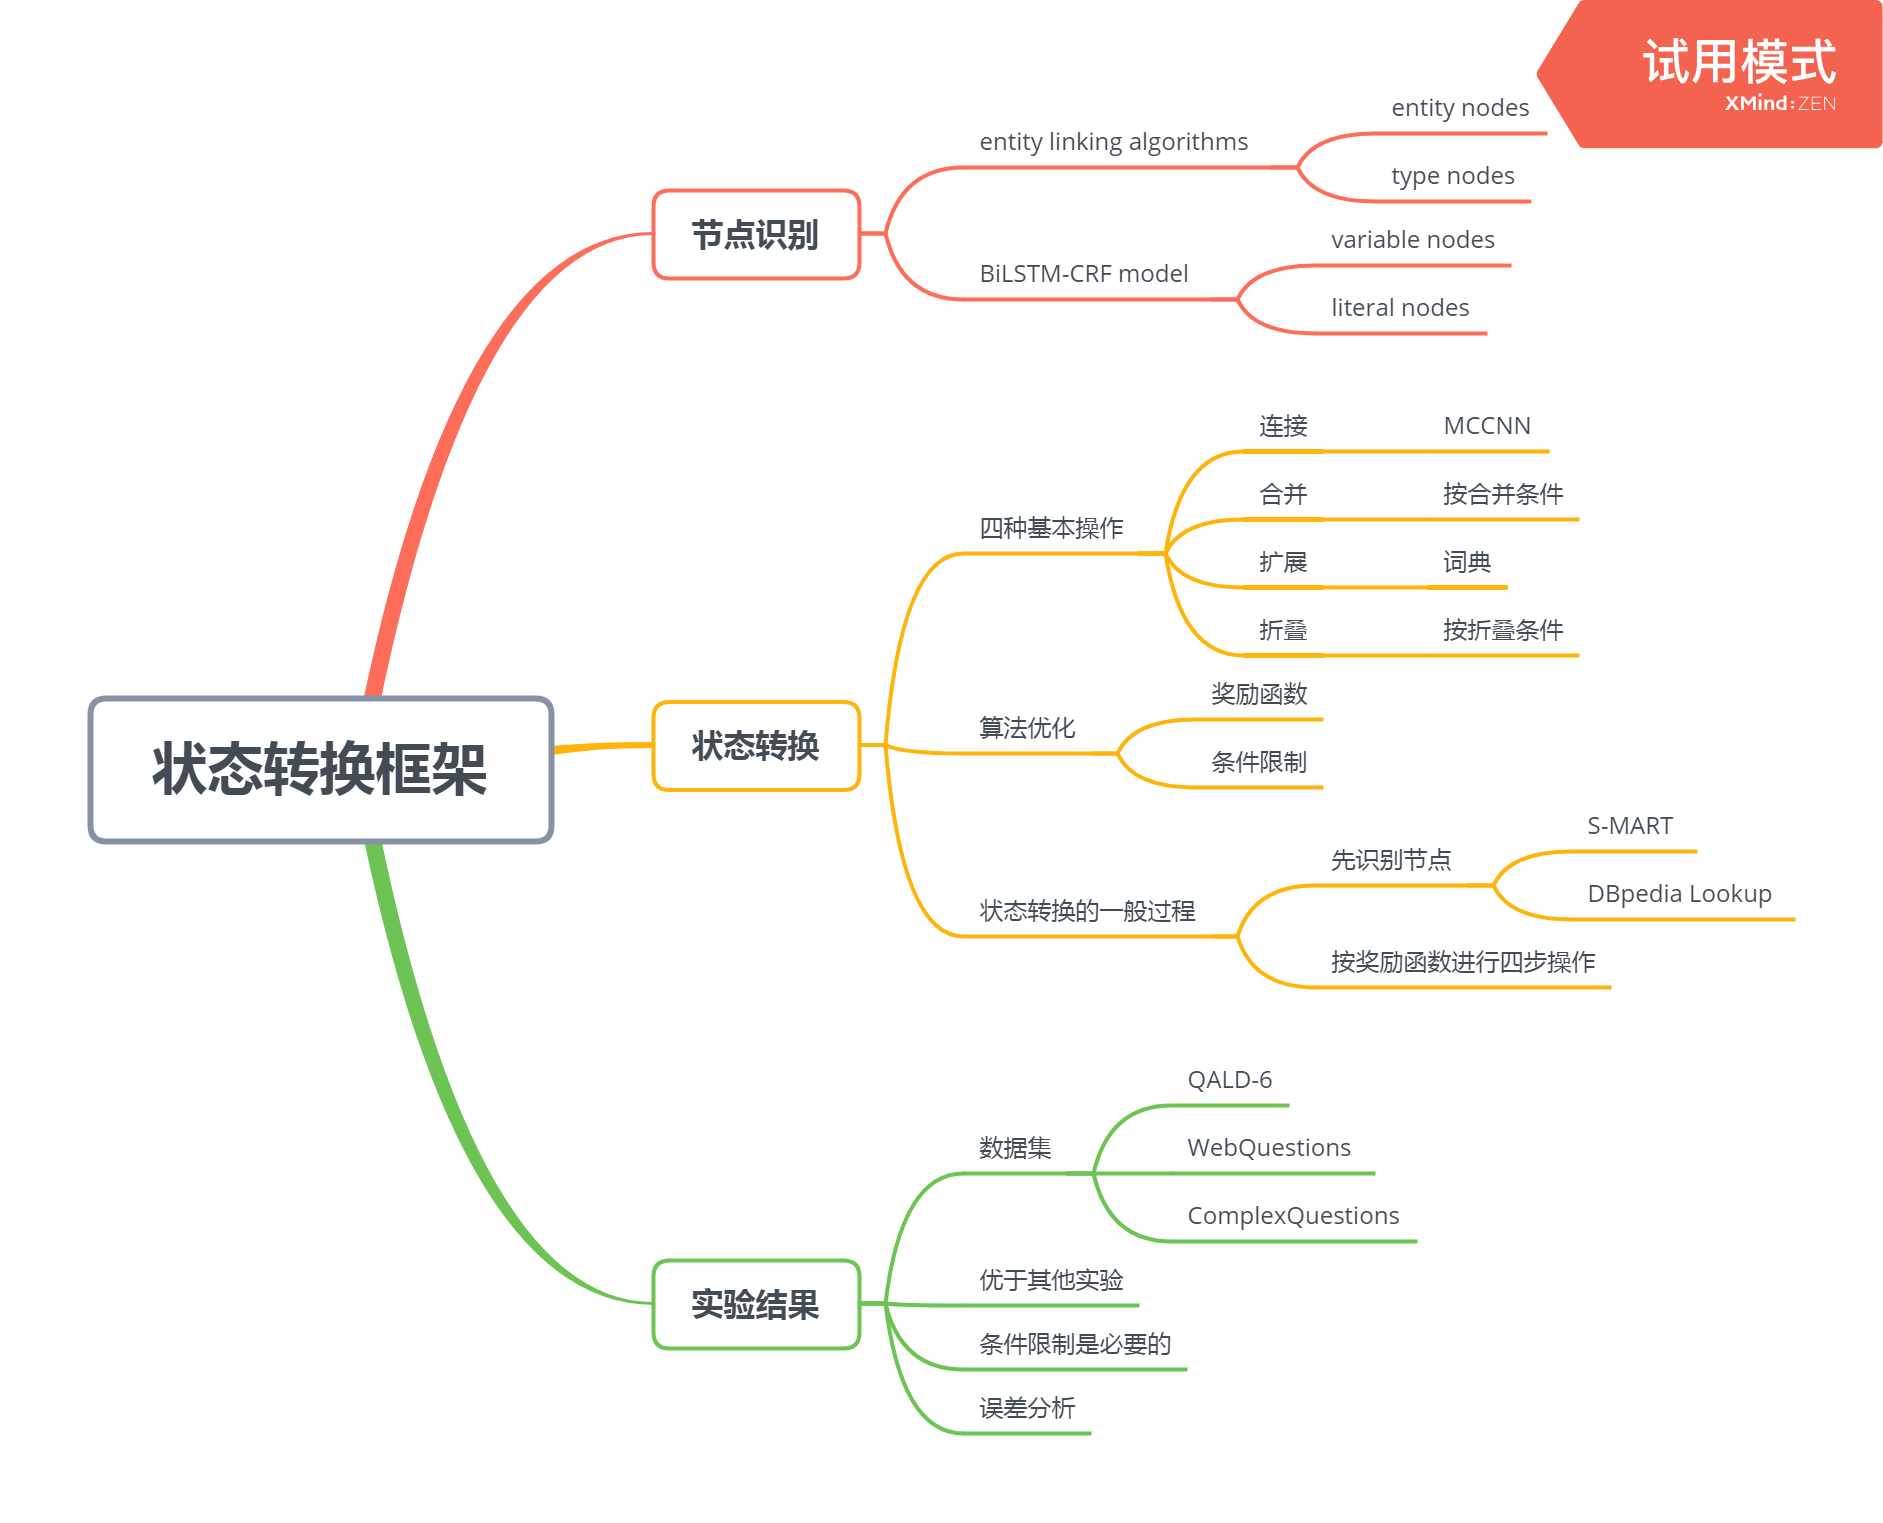 试用模式
XMind:ZEN
状态转换框架
节点识别
entity linking algorithms
entity nodes
type nodes
BiLSTM-CRF model
variable nodes
literal nodes
状态转换
四种基本操作
连接
MCCNN
合并
按合并条件
扩展
词典
折叠
按折叠条件
算法优化
奖励函数
条件限制
状态转换的一般过程
先识别节点
S-MART
DBpedia Lookup
按奖励函数进行四步操作
实验结果
数据集
QALD-6
WebQuestions
ComplexQuestions
优于其他实验
条件限制是必要的
误差分析